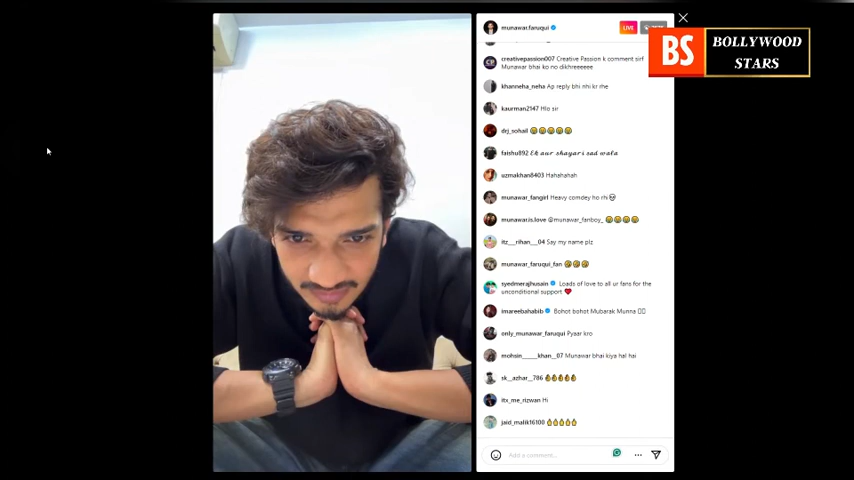 munawar.faruqui
LIVE
BS
BOLLYWOOD
STARS
creativepassion007 Creative Passion k comment sirf
Munawar bhai ko no dikhreeeeee
khanneha_neha Ap reply bhi nhi kr rhe
kaurman2147 Hlo sir
drj_sohail 😂😂😂😂😂
faishu892 Ek aur shayari sad wala
uzmakhan8403 Hahahahah
munawar_fangirl Heavy comdey ho rhi
munawar.is.love @munawar_fanboy_ 😂😂😂😂
itz___rihan__04 Say my name plz
munawar_faruqui_fan 🤣🤣🤣
syedmerajhusain Loads of love to all ur fans for the
unconditional support ❤️
imareebahabib Bohot bohot Mubarak Munna
only_munawar_faruqui Pyaar kro
mohsin_____khan__07 Munawar bhai kiya hal hai
sk__azhar__786
itx_me_rizwan Hi
jaid_malik16100
Add a comment...